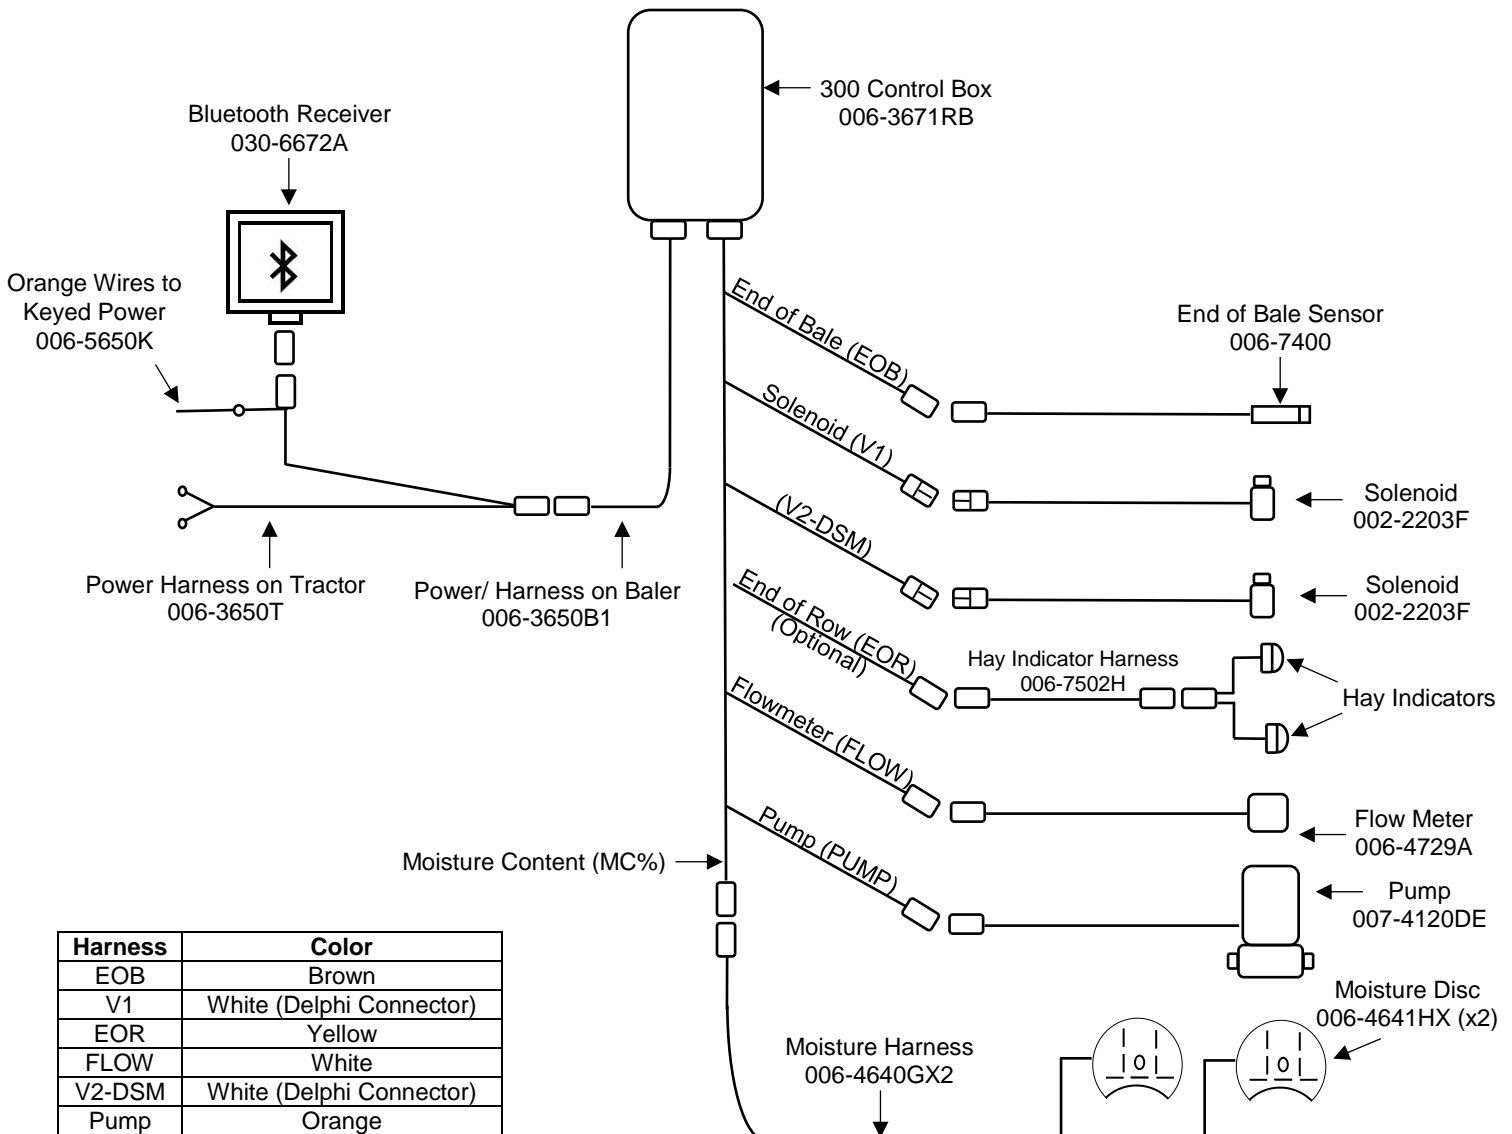 300 Control Box
006-3671RB
Bluetooth Receiver
030-6672A
Orange Wires to
Keyed Power
006-5650K
End of Bale (EOB)
End of Bale Sensor
006-7400
Solenoid (V1)
Solenoid
002-2203F
(V2-DSM)
Solenoid
002-2203F
Power Harness on Tractor
006-3650T
Power/ Harness on Baler
006-3650B1
End of Row (EOR)
(Optional)
Hay Indicator Harness
006-7502H
Hay Indicators
Flowmeter (FLOW)
Flow Meter
006-4729A
Moisture Content (MC%)
Pump (PUMP)
Pump
007-4120DE
Harness Color
EOB Brown
V1 White (Delphi Connector)
EOR Yellow
FLOW White
V2-DSM White (Delphi Connector)
Pump Orange
Moisture Harness
006-4640GX2
Moisture Disc
006-4641HX (x2)